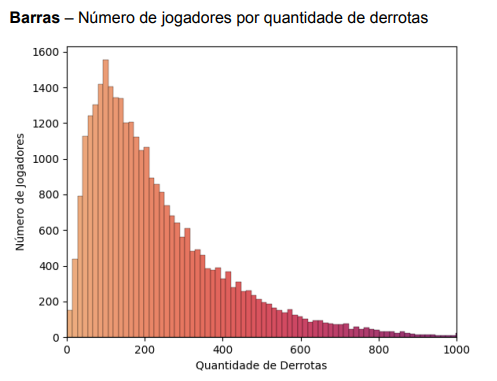 Barras – Número de jogadores por quantidade de derrotas
1600
1400
1200
1000
800
600
400
200
0
Número de Jogadores
0 200 400 600 800 1000
Quantidade de Derrotas